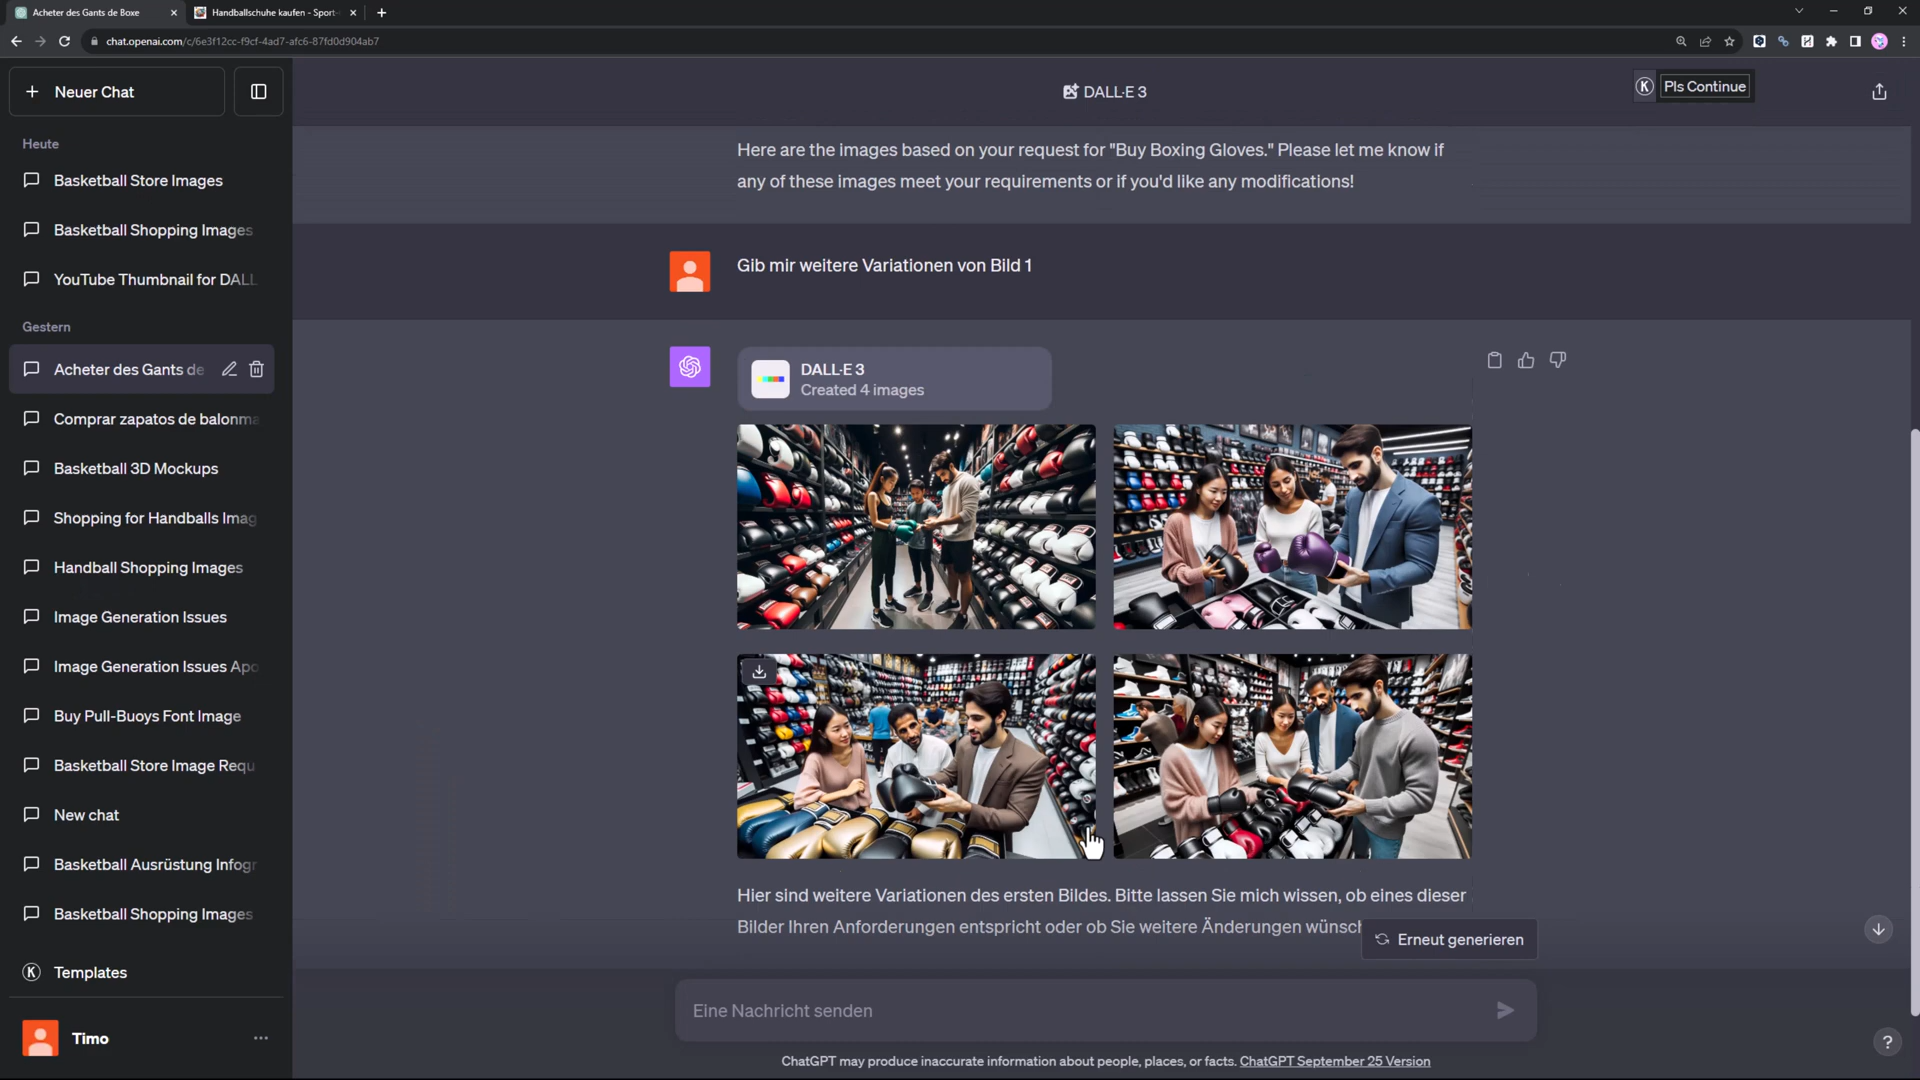 Acheter des Gants de Boxe
Handballschuhe kaufen - Sport-
chat.openai.com/c/6e3f12cc-f9cf-4ad7-afc6-87fd0d904ab7
Neuer Chat
DALL·E 3
K
Pls Continue
Heute
Basketball Store Images
Basketball Shopping Images
YouTube Thumbnail for DALL
Gestern
Acheter des Gants de
Comprar zapatos de balonma
Basketball 3D Mockups
Shopping for Handballs Imag
Handball Shopping Images
Image Generation Issues
Image Generation Issues Apo
Buy Pull-Buoys Font Image
Basketball Store Image Requ
New chat
Basketball Ausrüstung Infogr
Basketball Shopping Images
K
Templates
Timo
Here are the images based on your request for "Buy Boxing Gloves." Please let me know if
any of these images meet your requirements or if you'd like any modifications!
Gib mir weitere Variationen von Bild 1
DALL·E 3
Created 4 images
Hier sind weitere Variationen des ersten Bildes. Bitte lassen Sie mich wissen, ob eines dieser
Bilder Ihren Anforderungen entspricht oder ob Sie weitere Änderungen wünsch
Erneut generieren
Eine Nachricht senden
ChatGPT may produce inaccurate information about people, places, or facts. ChatGPT September 25 Version
?